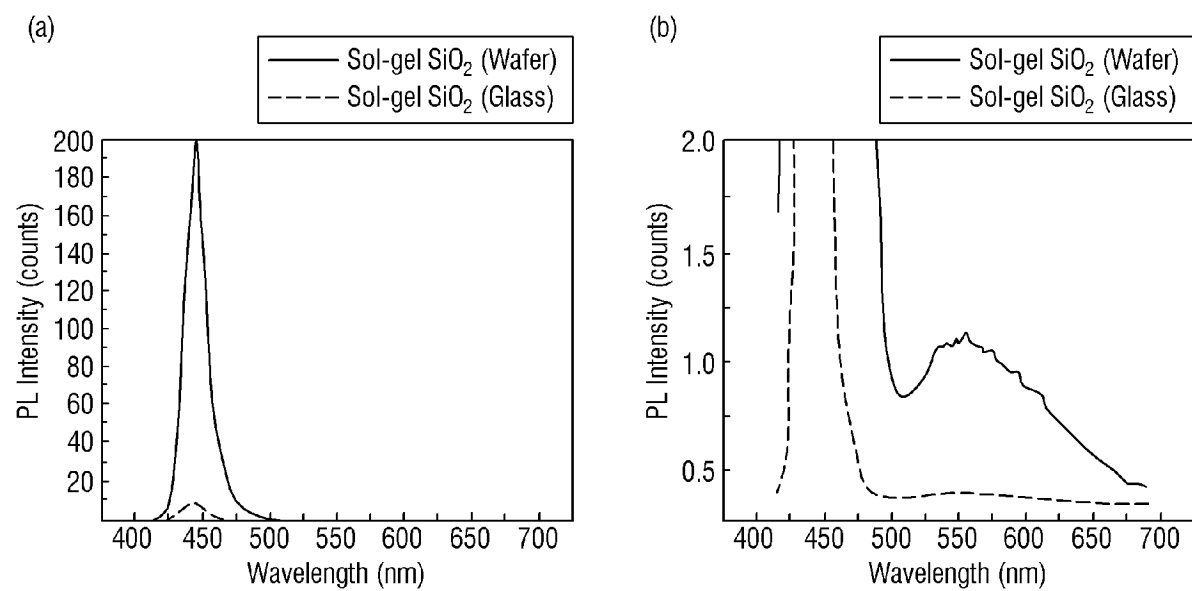 (a)
Sol-gel SiO₂ (Wafer)
Sol-gel SiO₂ (Glass)
PL Intensity (counts)
200
180
160
140
120
100
80
60
40
20
400 450 500 550 600 650 700
Wavelength (nm)
(b)
Sol-gel SiO₂ (Wafer)
Sol-gel SiO₂ (Glass)
PL Intensity (counts)
2.0
1.5
1.0
0.5
400 450 500 550 600 650 700
Wavelength (nm)